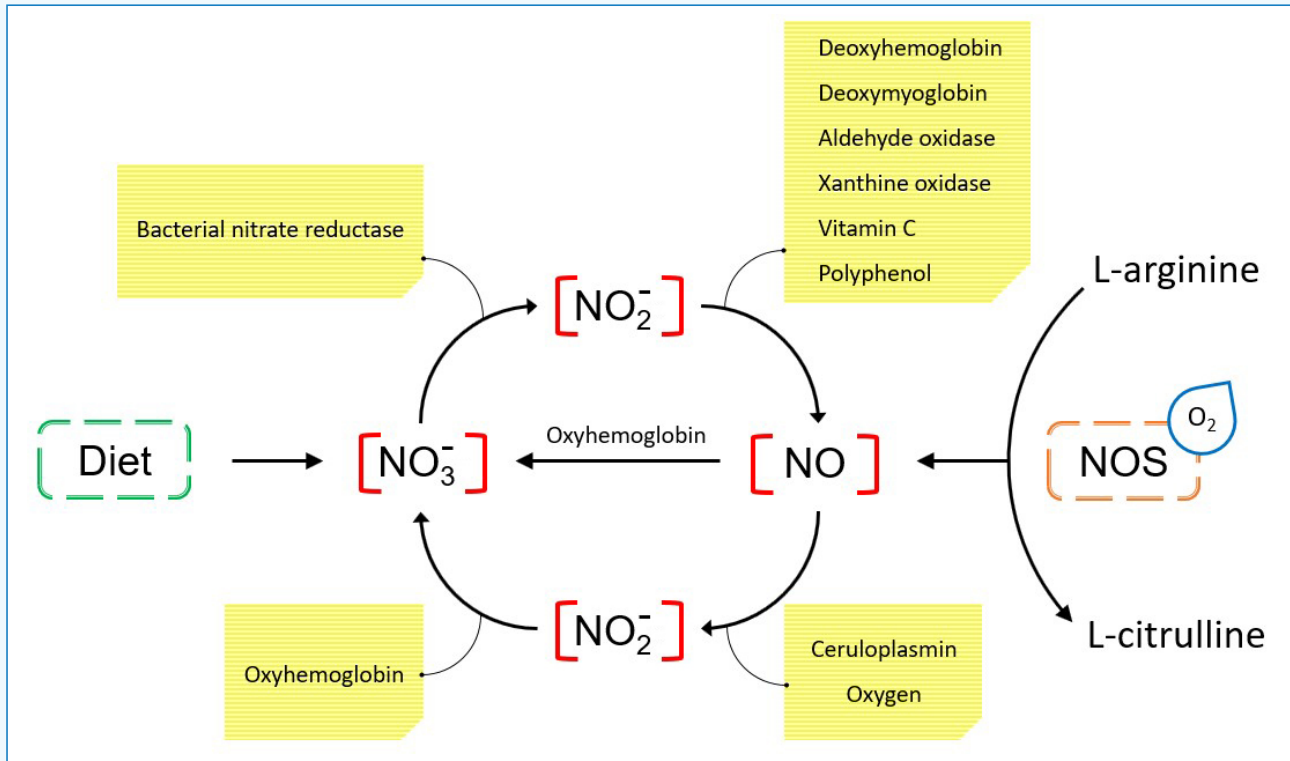 Deoxyhemoglobin
Deoxymyoglobin
Aldehyde oxidase
Xanthine oxidase
Vitamin C
Polyphenol
Bacterial nitrate reductase
L-arginine
[NO₂⁻]
O₂
Diet
[NO₃⁻]
Oxyhemoglobin
[NO]
NOS
[NO₂⁻]
L-citrulline
Oxyhemoglobin
Ceruloplasmin
Oxygen